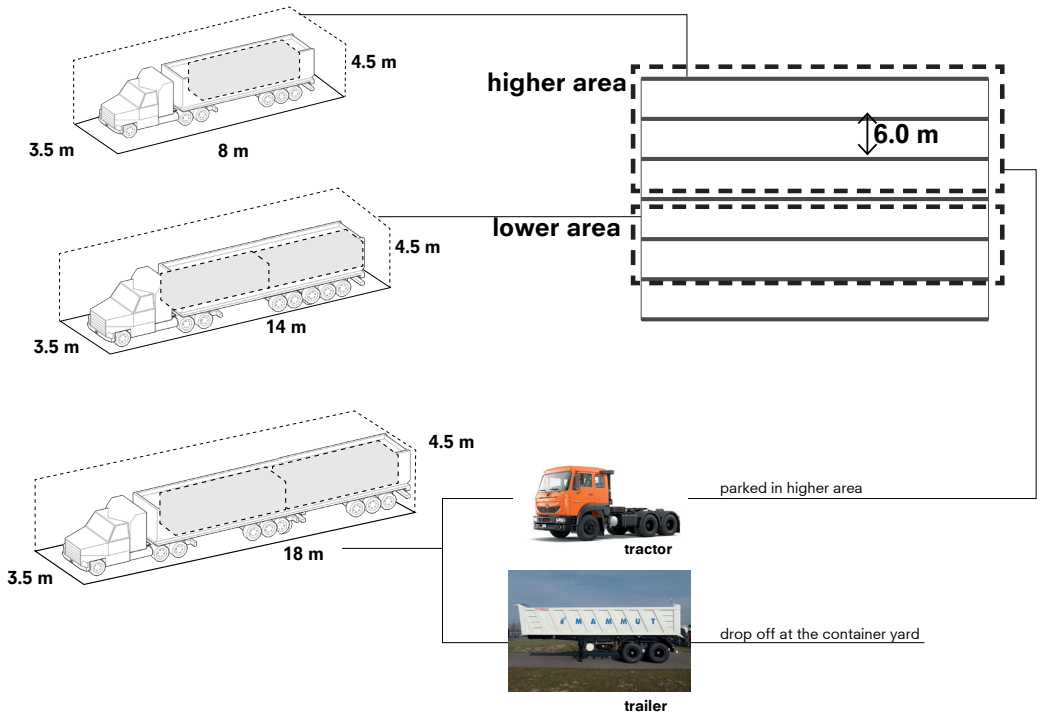 4.5 m
3.5 m
8 m
higher area
6.0 m
lower area
4.5 m
14 m
3.5 m
4.5 m
18 m
3.5 m
parked in higher area
tractor
MAMMUT
drop off at the container yard
trailer